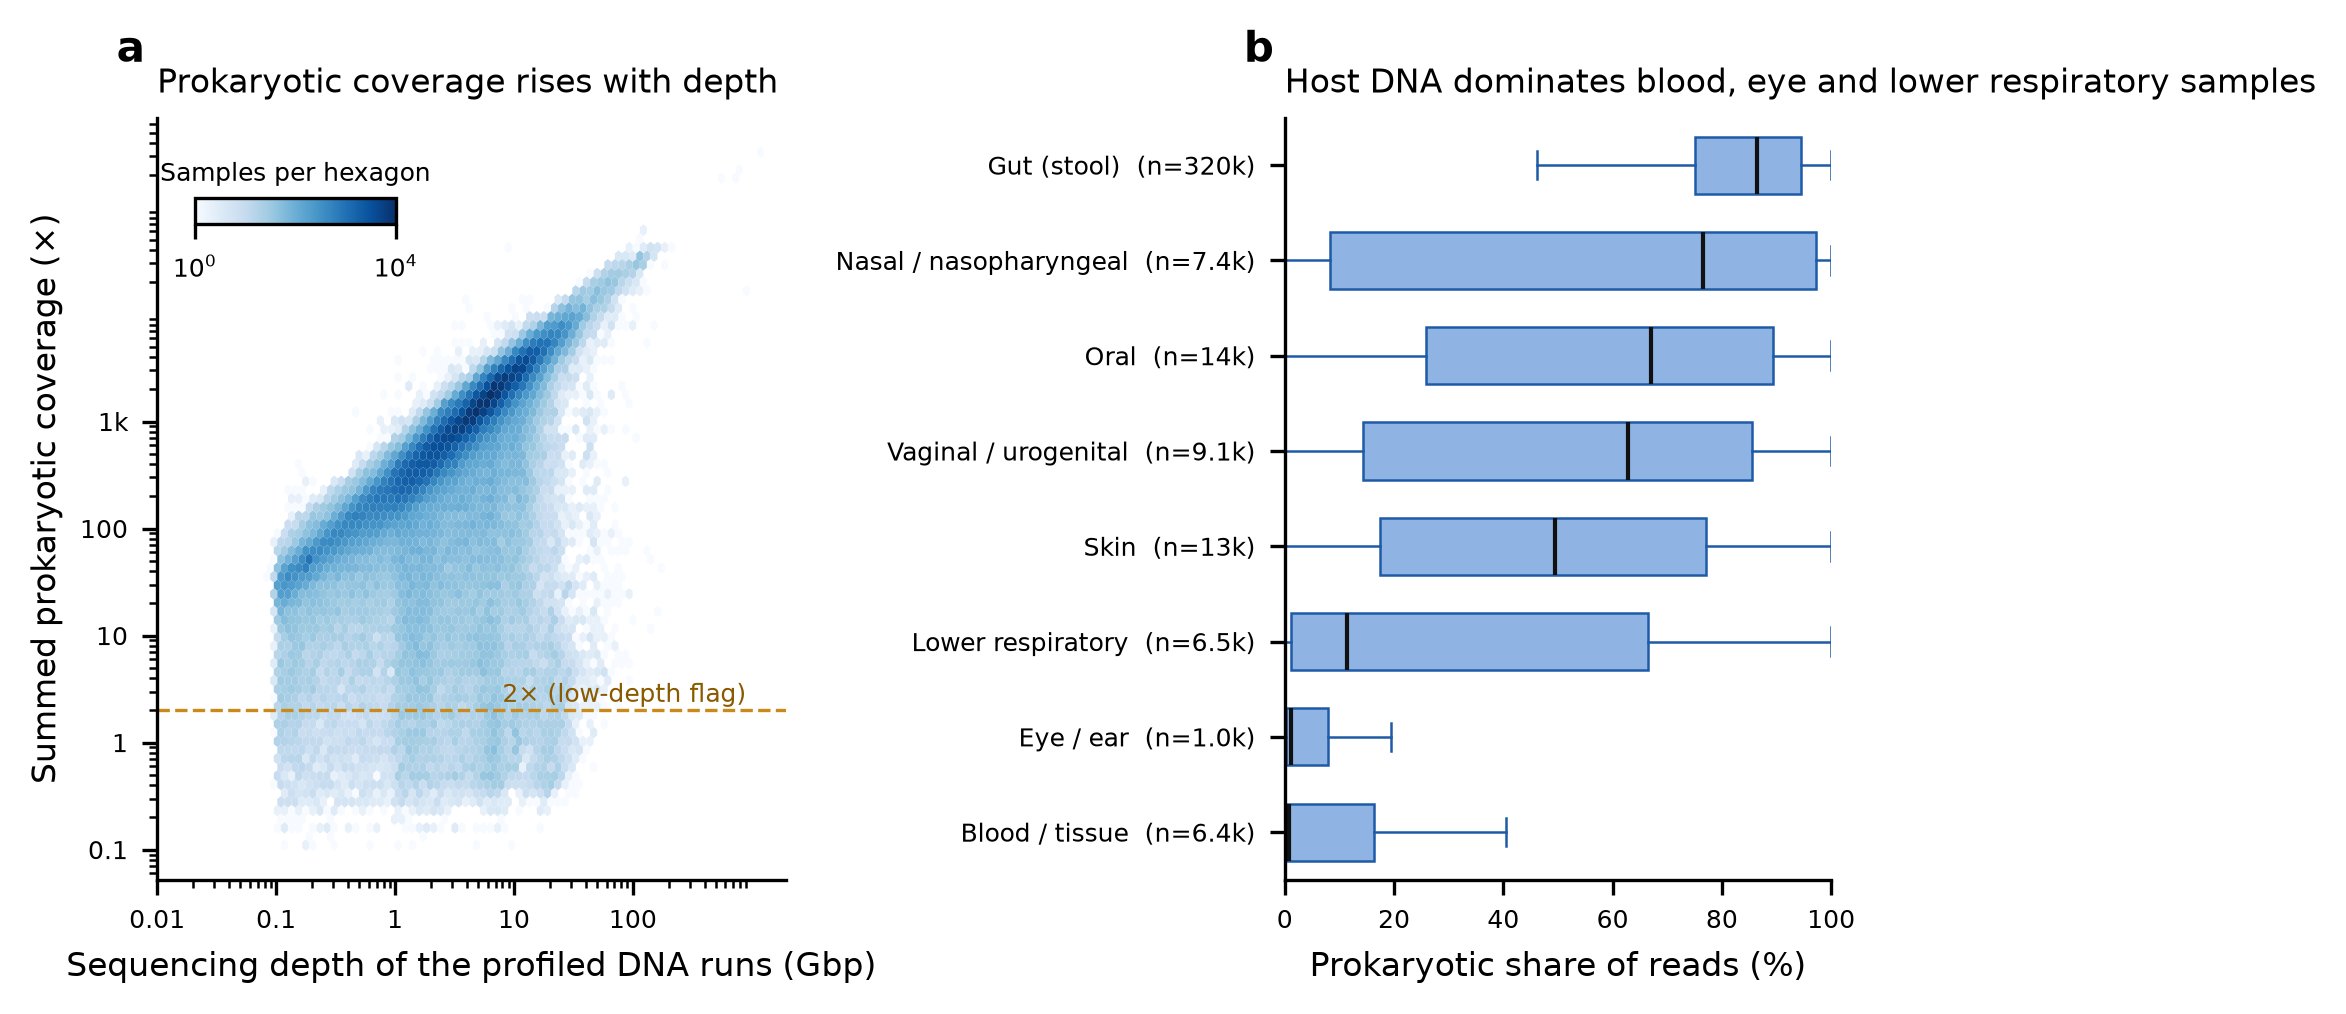 a
Prokaryotic coverage rises with depth
Samples per hexagon
10⁰
10⁴
Summed prokaryotic coverage (×)
1k
100
10
1
0.1
2× (low-depth flag)
0.01
0.1
1
10
100
Sequencing depth of the profiled DNA runs (Gbp)
b
Host DNA dominates blood, eye and lower respiratory samples
Gut (stool) (n=320k)
Nasal / nasopharyngeal (n=7.4k)
Oral (n=14k)
Vaginal / urogenital (n=9.1k)
Skin (n=13k)
Lower respiratory (n=6.5k)
Eye / ear (n=1.0k)
Blood / tissue (n=6.4k)
0
20
40
60
80
100
Prokaryotic share of reads (%)